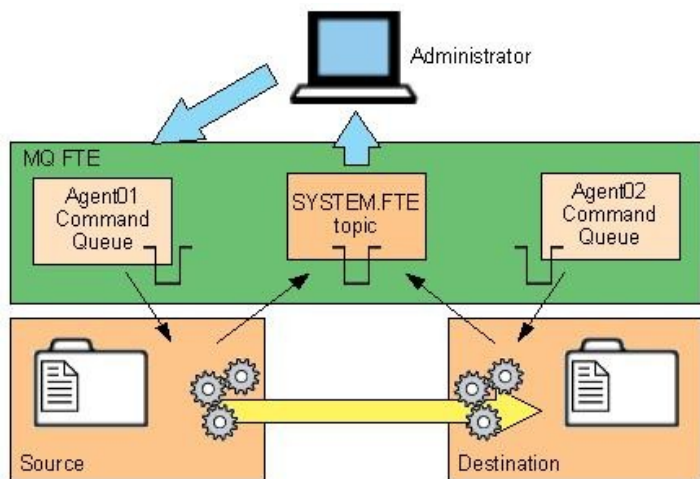 Administrator
MQ FTE
Agent01
Command
Queue
SYSTEM.FTE
topic
Agent02
Command
Queue
Source
Destination